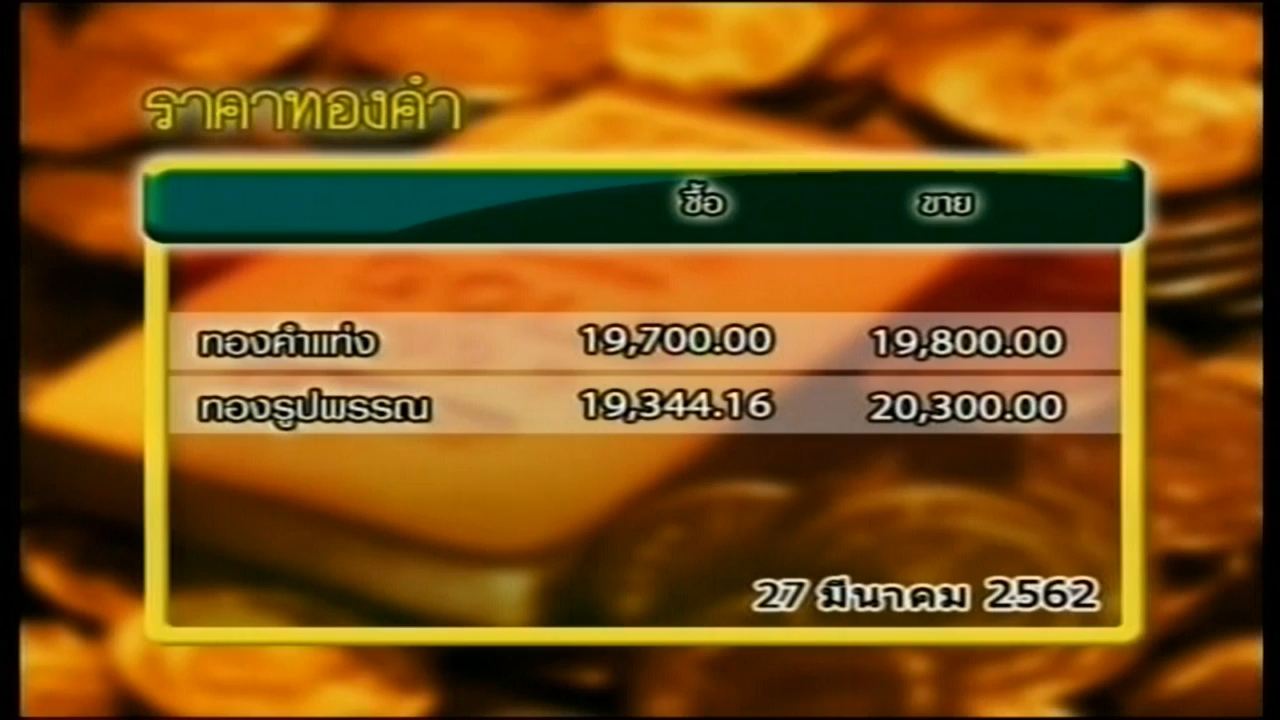 ราคาทองคำ
ซื้อ ขาย
ทองคำแท่ง 19,700.00 19,800.00
ทองรูปพรรณ 19,344.16 20,300.00
27 มีนาคม 2562